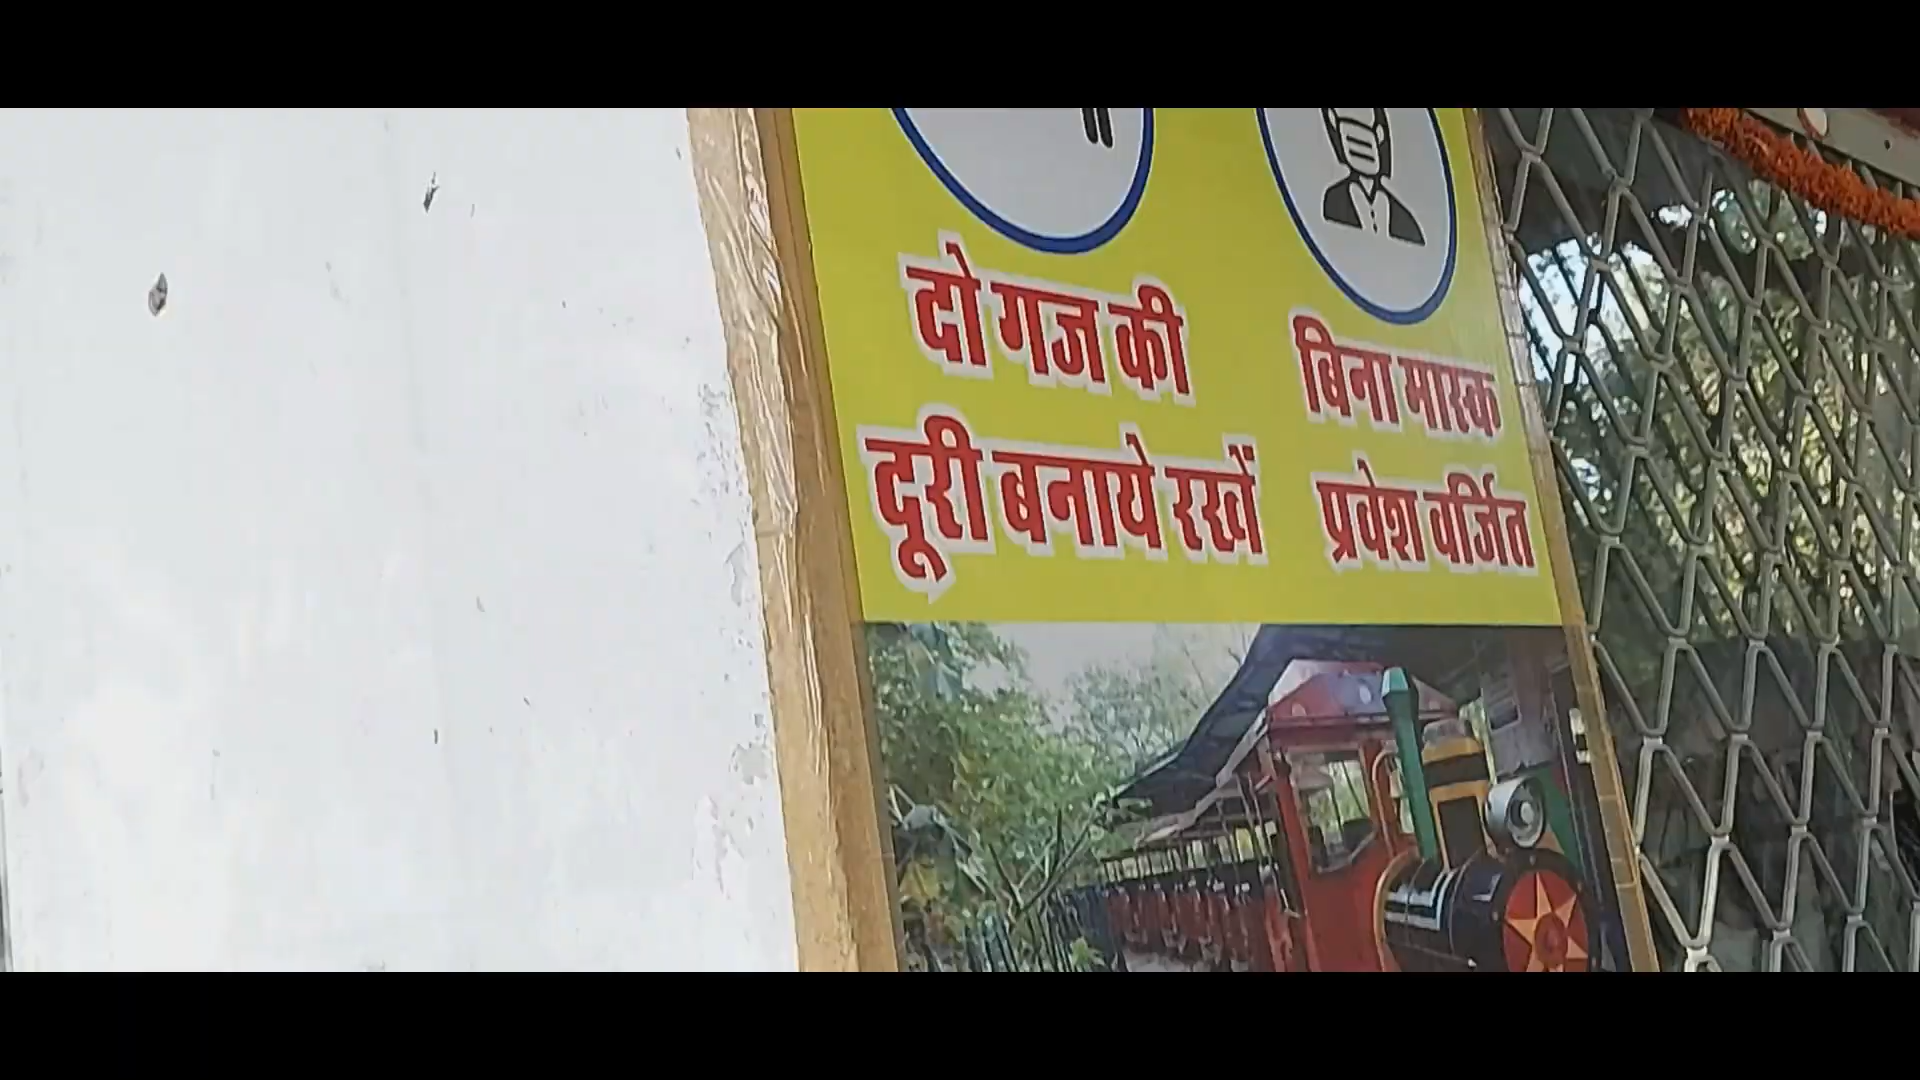 दो गज की
दूरी बनाये रखें
बिना मास्क
प्रवेश वर्जित